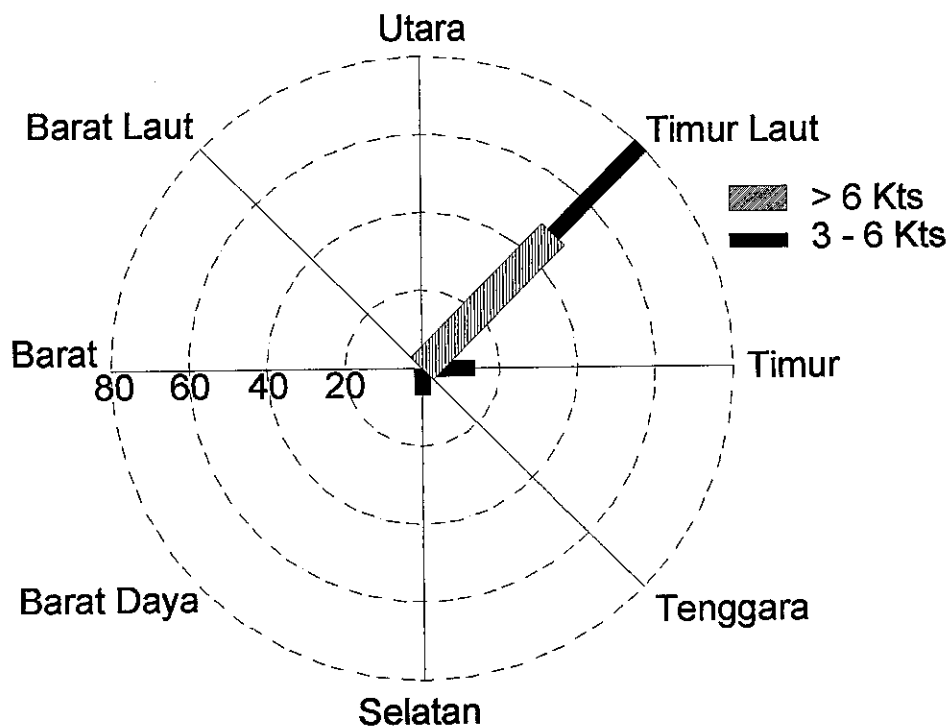 Utara
Barat Laut
Timur Laut
> 6 Kts
3 - 6 Kts
Barat
Timur
80 60 40 20
Barat Daya
Tenggara
Selatan